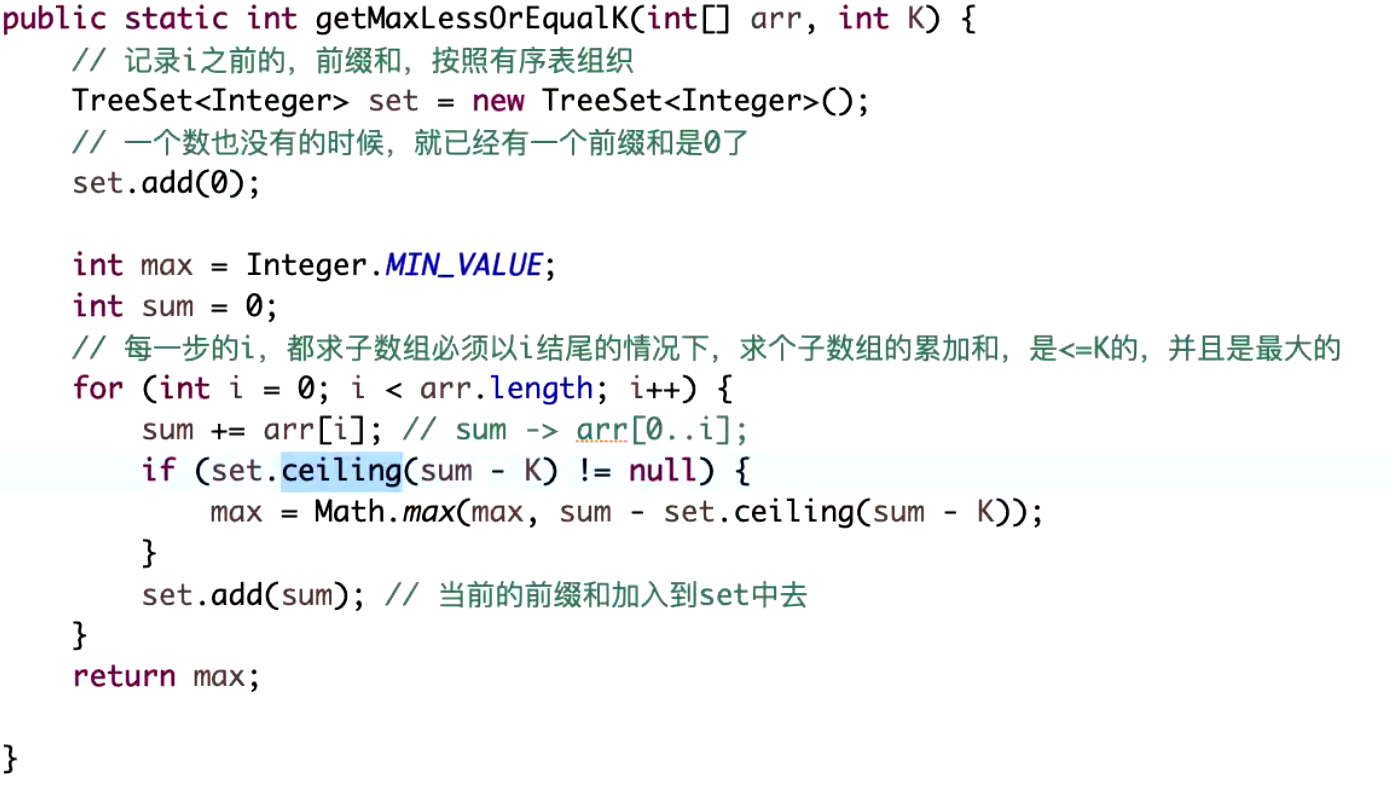 public static int getMaxLessOrEqualK(int[] arr, int K) {
// 记录i之前的，前缀和，按照有序表组织
TreeSet<Integer> set = new TreeSet<Integer>();
// 一个数也没有的时候，就已经有一个前缀和是0了
set.add(0);
int max = Integer.MIN_VALUE;
int sum = 0;
// 每一步的i，都求子数组必须以i结尾的情况下，求个子数组的累加和，是<=K的，并且是最大的
for (int i = 0; i < arr.length; i++) {
sum += arr[i]; // sum -> arr[0..i];
if (set.ceiling(sum - K) != null) {
max = Math.max(max, sum - set.ceiling(sum - K));
}
set.add(sum); // 当前的前缀和加入到set中去
}
return max;
}